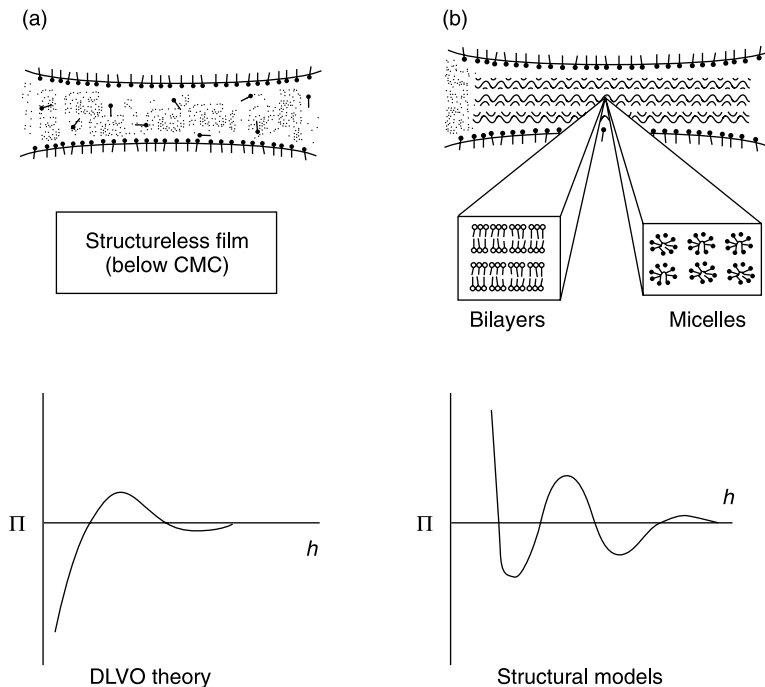 (a)
Structureless film
(below CMC)
Π
h
DLVO theory
(b)
Bilayers
Micelles
Π
h
Structural models